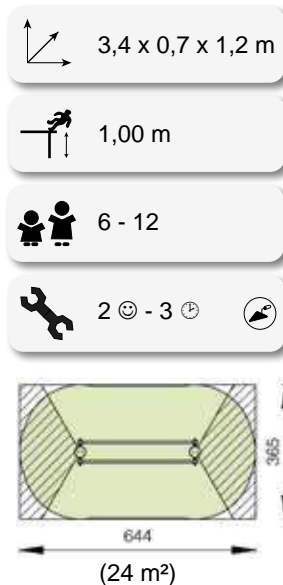 3,4 x 0,7 x 1,2 m
1,00 m
6 - 12
2 ☺ - 3 🕒
365
644
(24 m²)